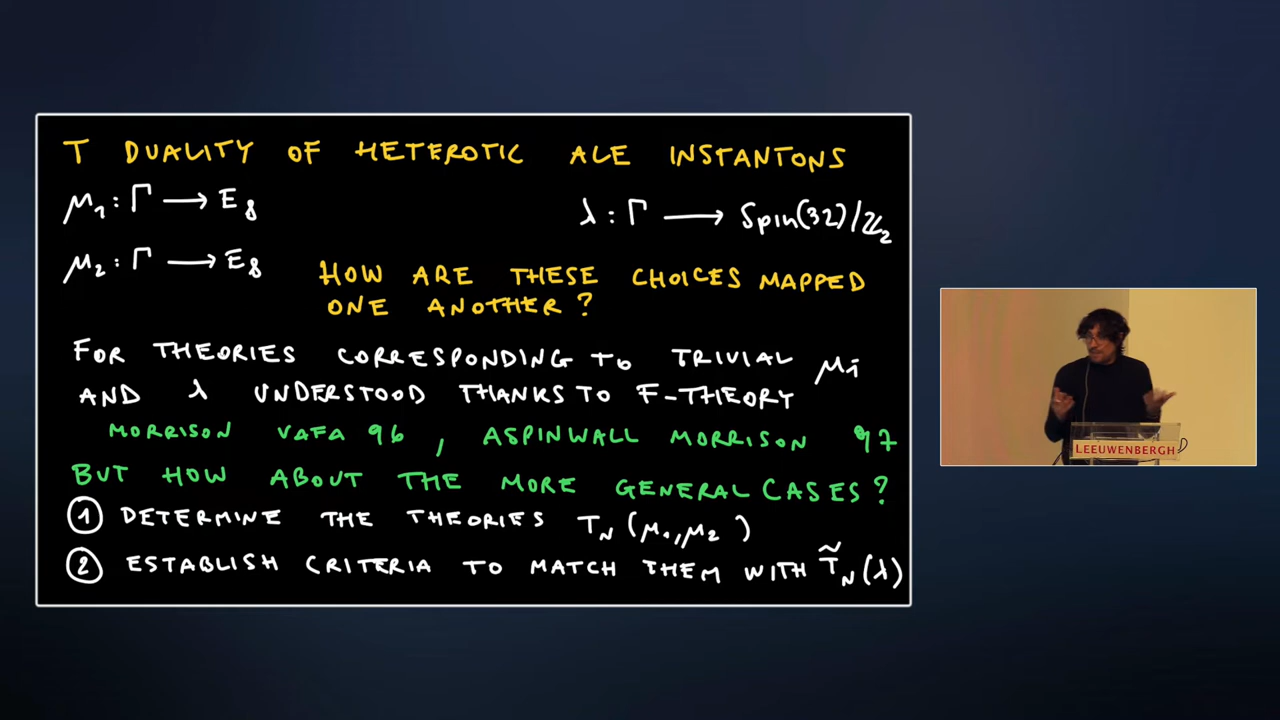 T DUALITY OF HETEROTIC ALE INSTANTONS
μ₁ : Γ → E₈
λ : Γ → Spin(32)/ℤ₂
μ₂ : Γ → E₈
HOW ARE THESE CHOICES MAPPED
ONE ANOTHER?
FOR THEORIES CORRESPONDING TO TRIVIAL μi
AND λ UNDERSTOOD THANKS TO F-THEORY
MORRISON VAFA 96, ASPINWALL MORRISON 97
BUT HOW ABOUT THE MORE GENERAL CASES?
① DETERMINE THE THEORIES T_N(μ₁,μ₂)
② ESTABLISH CRITERIA TO MATCH THEM WITH T̃_N(λ)
LEEUWENBERGH